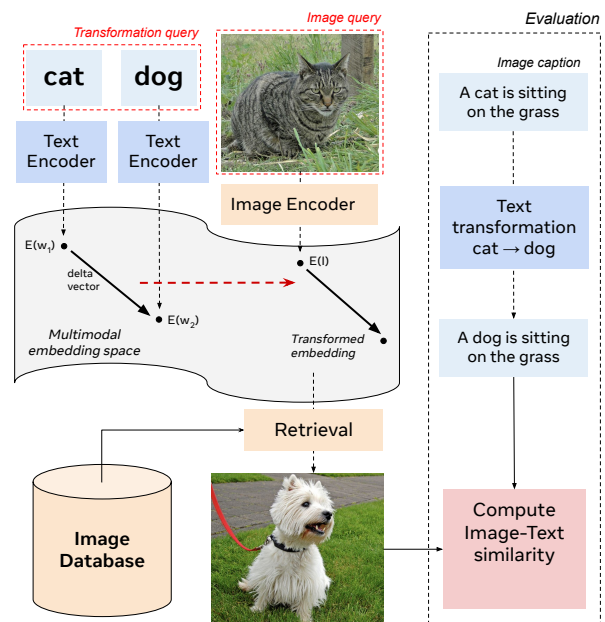 Transformation query
cat
dog
Text
Encoder
Text
Encoder
Image query
Image Encoder
E(w1)
delta
vector
E(w2)
Multimodal
embedding space
E(I)
Transformed
embedding
Retrieval
Image
Database
Evaluation
Image caption
A cat is sitting
on the grass
Text
transformation
cat → dog
A dog is sitting
on the grass
Compute
Image-Text
similarity